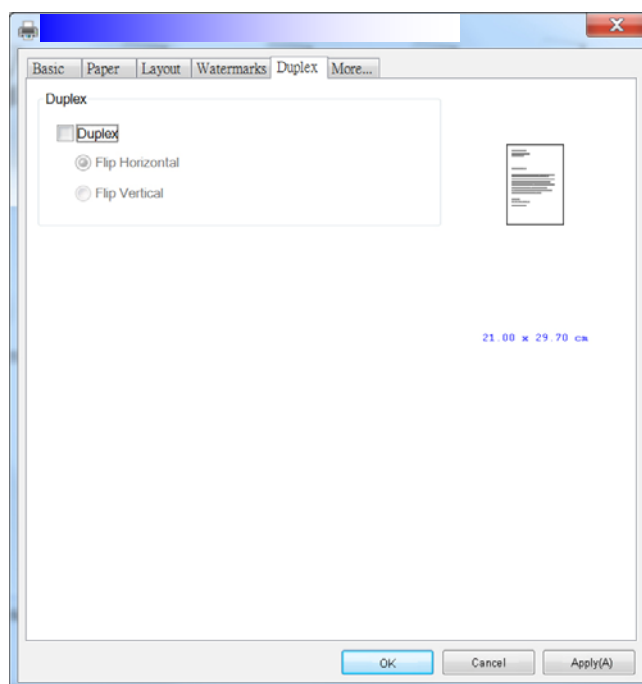 Basic Paper Layout Watermarks Duplex More...
Duplex
Duplex
Flip Horizontal
Flip Vertical
21.00 x 29.70 cm
OK Cancel Apply(A)